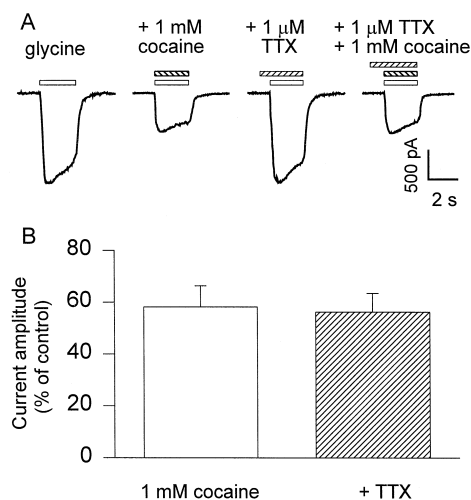 A
glycine
+ 1 mM
cocaine
+ 1 μM
TTX
+ 1 μM TTX
+ 1 mM cocaine
500 pA
2 s
B
Current amplitude
(% of control)
100
80
60
40
20
0
1 mM cocaine
+ TTX